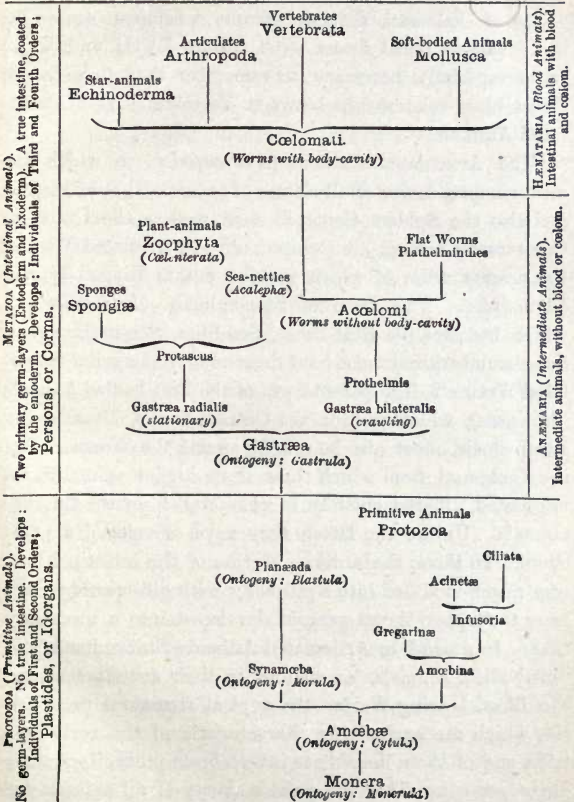 Vertebrates
Vertebrata
Articulates
Arthropoda
Soft-bodied Animals
Mollusca
Star-animals
Echinoderma
Cœlomati.
(Worms with body-cavity)
Plant-animals
Zoophyta
(Cœlenterata)
Flat Worms
Plathelminthes
Sea-nettles
(Acalephæ)
Sponges
Spongiæ
Acœlomi
(Worms without body-cavity)
Protascus
Prothelmis
Gastræa radialis
(stationary)
Gastræa bilateralis
(crawling)
Gastræa
(Ontogeny: Gastrula)
Primitive Animals
Protozoa
Planæada
(Ontogeny: Blastula)
Ciliata
Acinetæ
Infusoria
Gregarinæ
Synamœba
(Ontogeny: Morula)
Amœbina
Amœbæ
(Ontogeny: Cytula)
Monera
(Ontogeny: Monerula)
METAZOA (Intestinal Animals).
Two primary germ-layers (Entoderm and Exoderm). A true intestine, coated
by the entoderm. Develops: Individuals of Third and Fourth Orders;
Persons, or Corms.
PROTOZOA (Primitive Animals).
No germ-layers. No true intestine. Develops:
Individuals of First and Second Orders;
Plastides, or Idorgans.
HÆMATARIA (Blood Animals).
Intestinal animals with blood
and cœlom.
ANÆMARIA (Intermediate Animals).
Intermediate animals, without blood or cœlom.